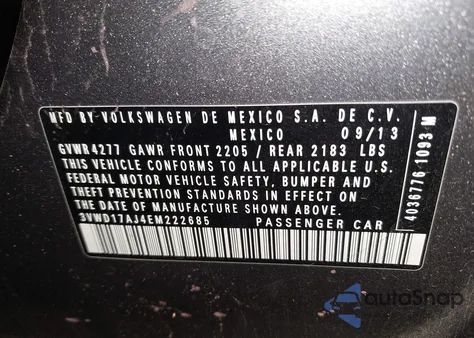 MFD BY-VOLKSWAGEN DE MEXICO S.A. DE C.V.
MEXICO 09/13
GVWR 4277 GAWR FRONT 2205 / REAR 2183 LBS
THIS VEHICLE CONFORMS TO ALL APPLICABLE U.S.
FEDERAL MOTOR VEHICLE SAFETY, BUMPER AND
THEFT PREVENTION STANDARDS IN EFFECT ON
THE DATE OF MANUFACTURE SHOWN ABOVE.
3VWD17AJ4EM222685 PASSENGER CAR
4036776 1093 M
autoSnap